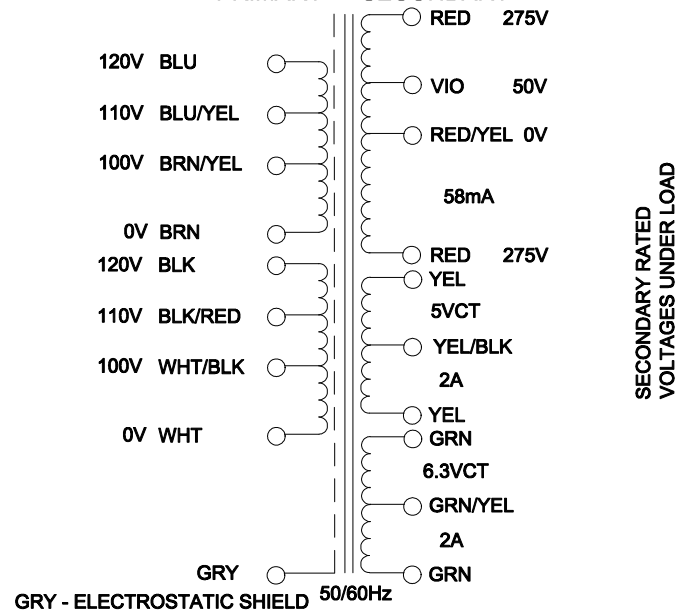 RED 275V
120V BLU
VIO 50V
110V BLU/YEL
RED/YEL 0V
100V BRN/YEL
58mA
0V BRN
RED 275V
120V BLK
YEL
5VCT
110V BLK/RED
YEL/BLK
100V WHT/BLK
2A
YEL
0V WHT
GRN
6.3VCT
GRN/YEL
2A
GRY
GRN
50/60Hz
GRY - ELECTROSTATIC SHIELD
SECONDARY RATED
VOLTAGES UNDER LOAD